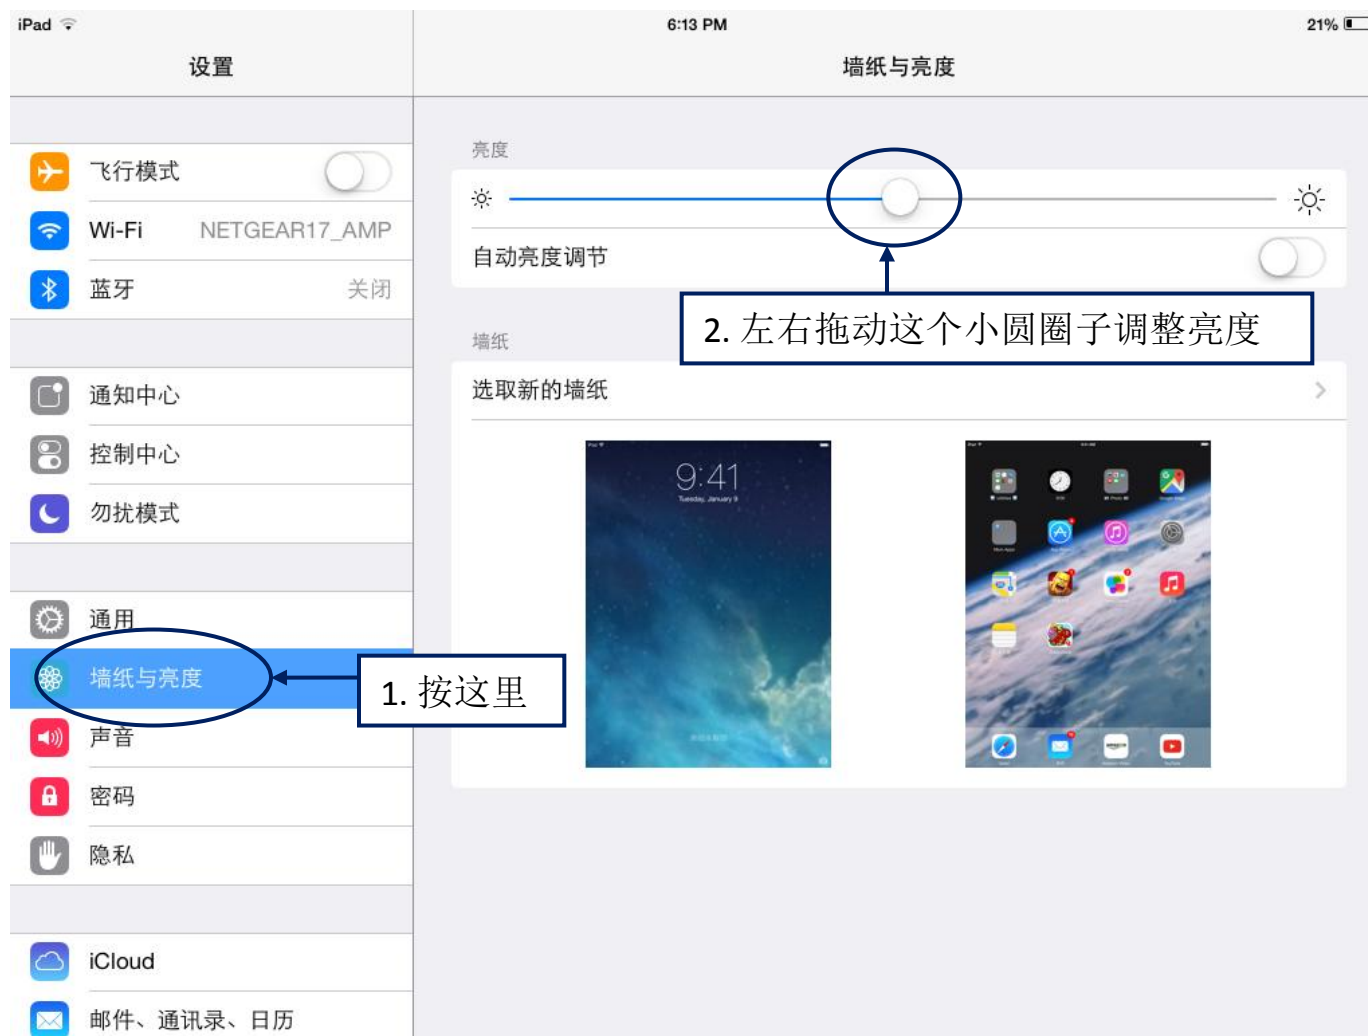 iPad
6:13 PM
21%
设置
墙纸与亮度
飞行模式
Wi-Fi NETGEAR17_AMP
蓝牙 关闭
通知中心
控制中心
勿扰模式
通用
墙纸与亮度
声音
密码
隐私
iCloud
邮件、通讯录、日历
1. 按这里
亮度
自动亮度调节
2. 左右拖动这个小圆圈子调整亮度
墙纸
选取新的墙纸
9:41
Tuesday, January 9